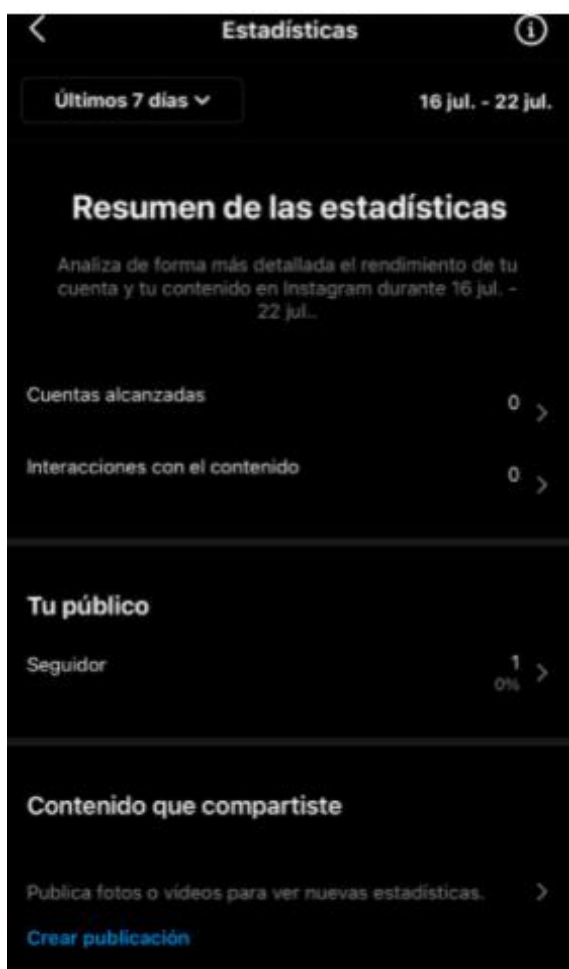 Estadísticas
Últimos 7 días
16 jul. - 22 jul.
Resumen de las estadísticas
Analiza de forma más detallada el rendimiento de tu
cuenta y tu contenido en Instagram durante 16 jul. -
22 jul..
Cuentas alcanzadas
0
Interacciones con el contenido
0
Tu público
Seguidor
1
0%
Contenido que compartiste
Publica fotos o vídeos para ver nuevas estadísticas.
Crear publicación